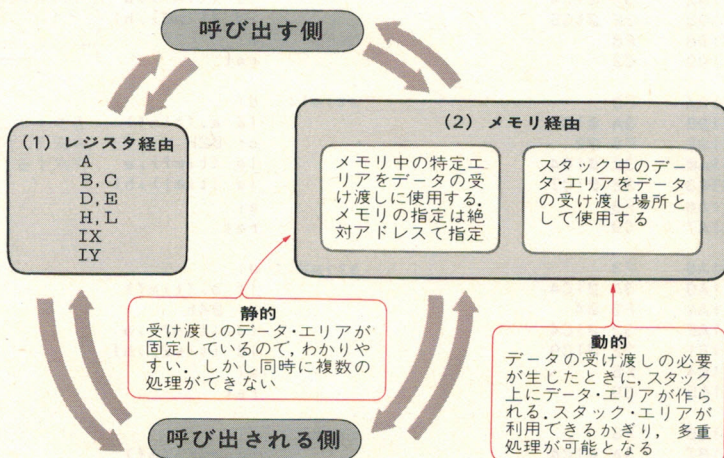 呼び出す側
(1) レジスタ経由
A
B, C
D, E
H, L
IX
IY
(2) メモリ経由
メモリ中の特定エ
リアをデータの受
け渡しに使用する.
メモリの指定は絶
対アドレスで指定
スタック中のデー
タ・エリアをデータ
の受け渡し場所と
して使用する
静的
受け渡しのデータ・エリアが
固定しているので, わかりや
すい. しかし同時に複数の
処理ができない
動的
データの受け渡しの必要
が生じたときに, スタック
上にデータ・エリアが作ら
れる. スタック・エリアが
利用できるかぎり, 多重
処理が可能となる
呼び出される側